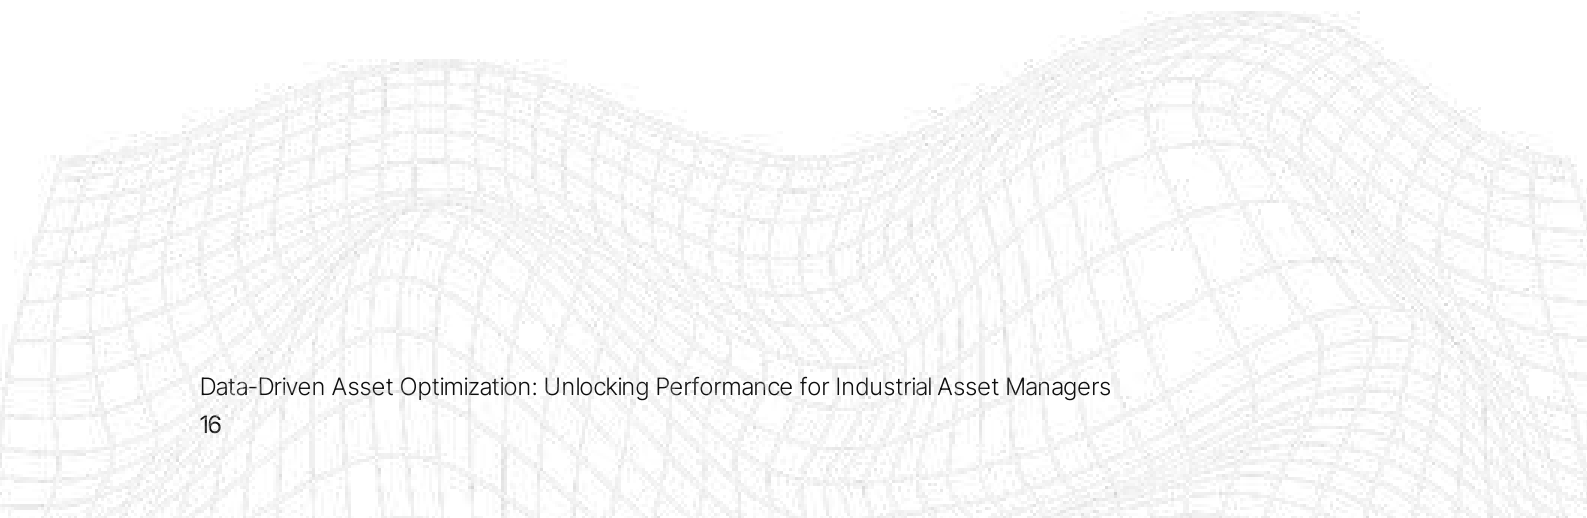 Data-Driven Asset Optimization: Unlocking Performance for Industrial Asset Managers
16